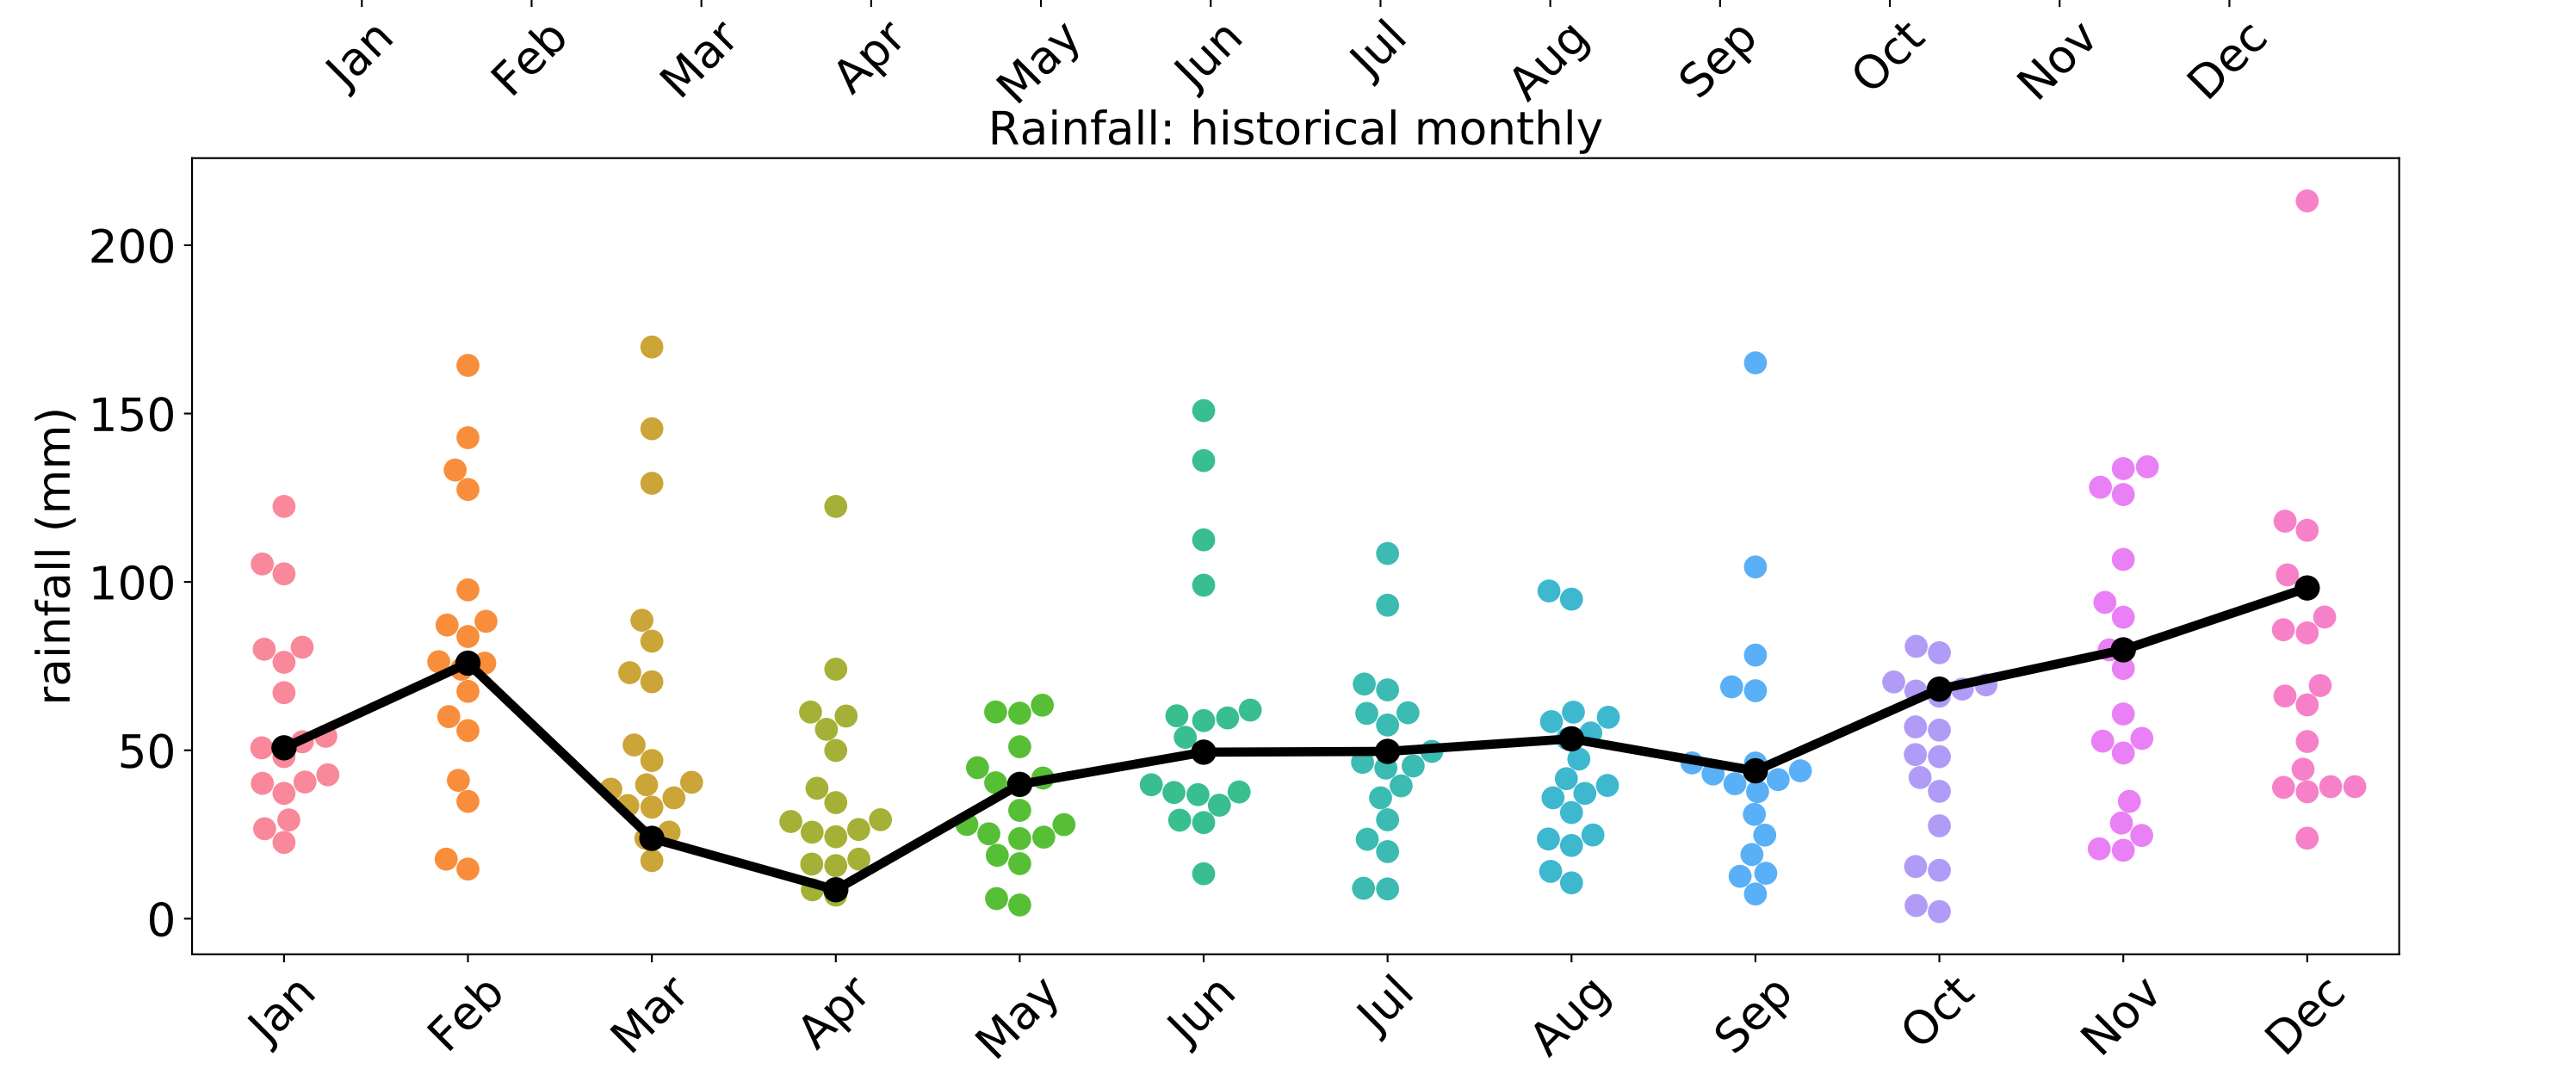 Jan Feb Mar Apr May Jun Jul Aug Sep Oct Nov Dec
Rainfall: historical monthly
rainfall (mm)
200
150
100
50
0
Jan Feb Mar Apr May Jun Jul Aug Sep Oct Nov Dec